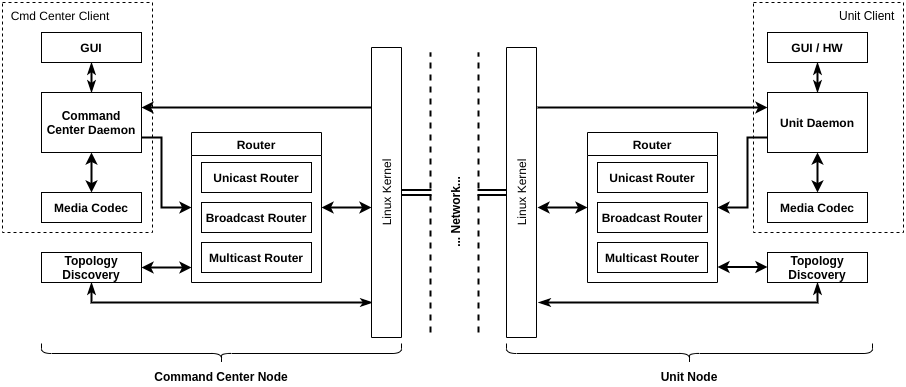 Cmd Center Client
GUI
Command
Center Daemon
Media Codec
Topology
Discovery
Router
Unicast Router
Broadcast Router
Multicast Router
Linux Kernel
... Network...
Linux Kernel
Router
Unicast Router
Broadcast Router
Multicast Router
Unit Client
GUI / HW
Unit Daemon
Media Codec
Topology
Discovery
Command Center Node
Unit Node